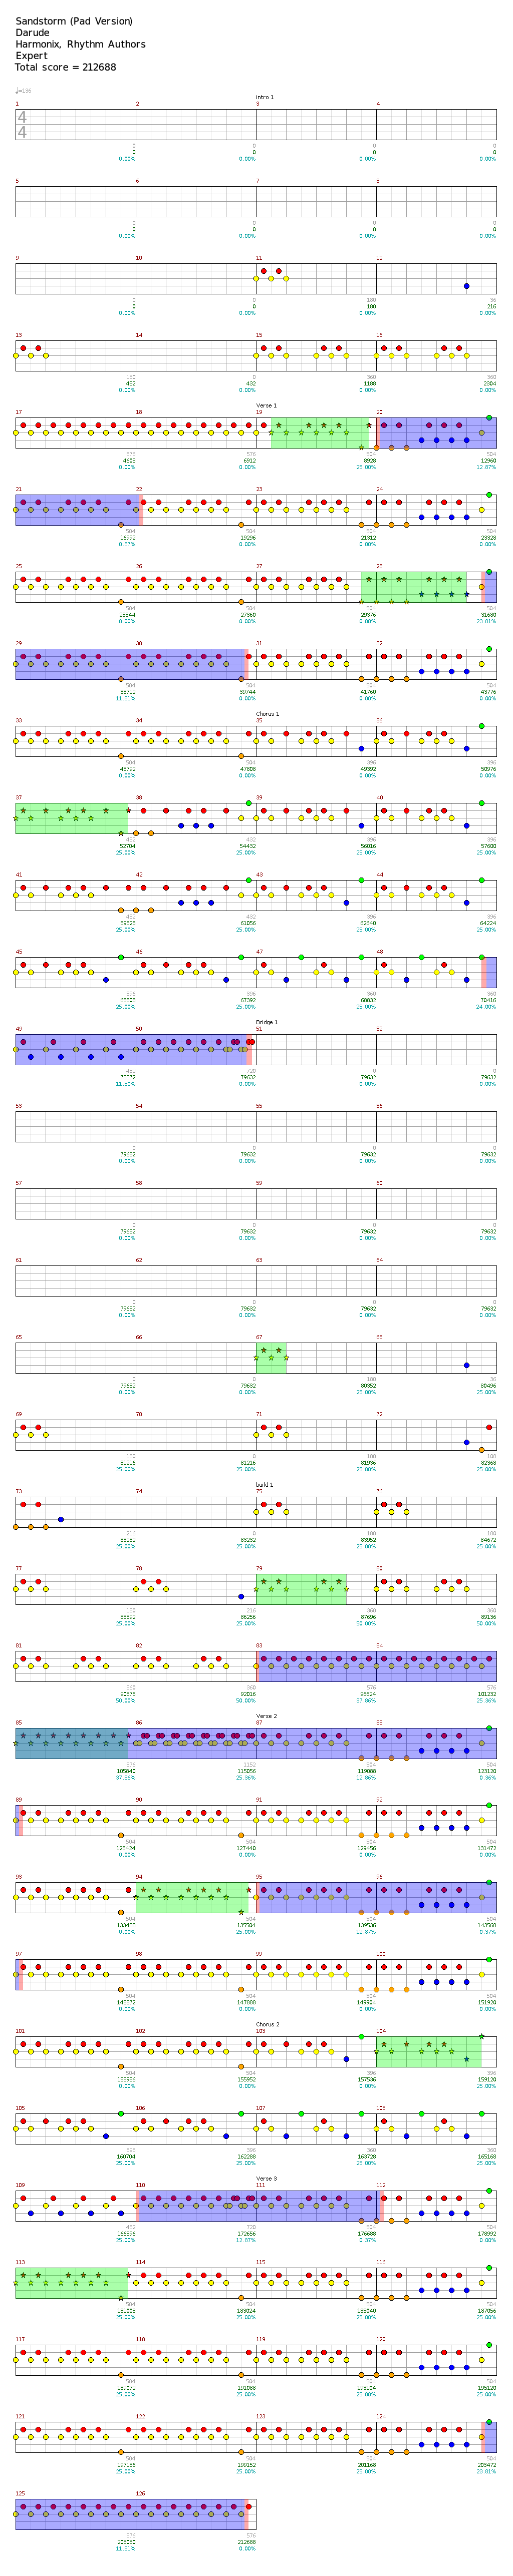 Sandstorm (Pad Version)
Darude
Harmonix, Rhythm Authors
Expert
Total score = 212688
♩=136
intro 1
1 2 3 4
4
4
0 0 0 0
0 0 0 0
0.00% 0.00% 0.00% 0.00%
5 6 7 8
0 0 0 0
0 0 0 0
0.00% 0.00% 0.00% 0.00%
9 10 11 12
0 0 180 36
0 0 180 216
0.00% 0.00% 0.00% 0.00%
13 14 15 16
180 0 360 360
432 432 1188 2304
0.00% 0.00% 0.00% 0.00%
Verse 1
17 18 19 20
576 576 504 504
4608 6912 8928 12960
0.00% 0.00% 25.00% 12.87%
21 22 23 24
504 504 504 504
16992 19296 21312 23328
0.37% 0.00% 0.00% 0.00%
25 26 27 28
504 504 504 504
25344 27360 29376 31680
0.00% 0.00% 0.00% 23.81%
29 30 31 32
504 504 504 504
35712 39744 41760 43776
11.31% 0.00% 0.00% 0.00%
Chorus 1
33 34 35 36
504 504 396 396
45792 47808 49392 50976
0.00% 0.00% 0.00% 0.00%
37 38 39 40
432 432 396 396
52704 54432 56016 57600
25.00% 25.00% 25.00% 25.00%
41 42 43 44
432 432 396 396
59328 61056 62640 64224
25.00% 25.00% 25.00% 25.00%
45 46 47 48
396 396 360 360
65808 67392 68832 70416
25.00% 25.00% 25.00% 24.00%
Bridge 1
49 50 51 52
432 720 0 0
73872 79632 79632 79632
11.50% 0.00% 0.00% 0.00%
53 54 55 56
0 0 0 0
79632 79632 79632 79632
0.00% 0.00% 0.00% 0.00%
57 58 59 60
0 0 0 0
79632 79632 79632 79632
0.00% 0.00% 0.00% 0.00%
61 62 63 64
0 0 0 0
79632 79632 79632 79632
0.00% 0.00% 0.00% 0.00%
65 66 67 68
0 0 180 36
79632 79632 80352 80496
0.00% 0.00% 25.00% 25.00%
69 70 71 72
180 0 180 108
81216 81216 81936 82368
25.00% 25.00% 25.00% 25.00%
build 1
73 74 75 76
216 0 180 180
83232 83232 83952 84672
25.00% 25.00% 25.00% 25.00%
77 78 79 80
180 216 360 360
85392 86256 87696 89136
25.00% 25.00% 50.00% 50.00%
81 82 83 84
360 360 576 576
90576 92016 96624 101232
50.00% 50.00% 37.86% 25.36%
Verse 2
85 86 87 88
576 1152 504 504
105840 115056 119088 123120
37.86% 25.36% 12.86% 0.36%
89 90 91 92
504 504 504 504
125424 127440 129456 131472
0.00% 0.00% 0.00% 0.00%
93 94 95 96
504 504 504 504
133488 135504 139536 143568
0.00% 25.00% 12.87% 0.37%
97 98 99 100
504 504 504 504
145872 147888 149904 151920
0.00% 0.00% 0.00% 0.00%
Chorus 2
101 102 103 104
504 504 396 396
153936 155952 157536 159120
0.00% 0.00% 0.00% 25.00%
105 106 107 108
396 396 360 360
160704 162288 163728 165168
25.00% 25.00% 25.00% 25.00%
Verse 3
109 110 111 112
432 720 504 504
166896 172656 176688 178992
25.00% 12.87% 0.37% 0.00%
113 114 115 116
504 504 504 504
181008 183024 185040 187056
25.00% 25.00% 25.00% 25.00%
117 118 119 120
504 504 504 504
189072 191088 193104 195120
25.00% 25.00% 25.00% 25.00%
121 122 123 124
504 504 504 504
197136 199152 201168 203472
25.00% 25.00% 25.00% 23.81%
125 126
576 576
208080 212688
11.31% 0.00%